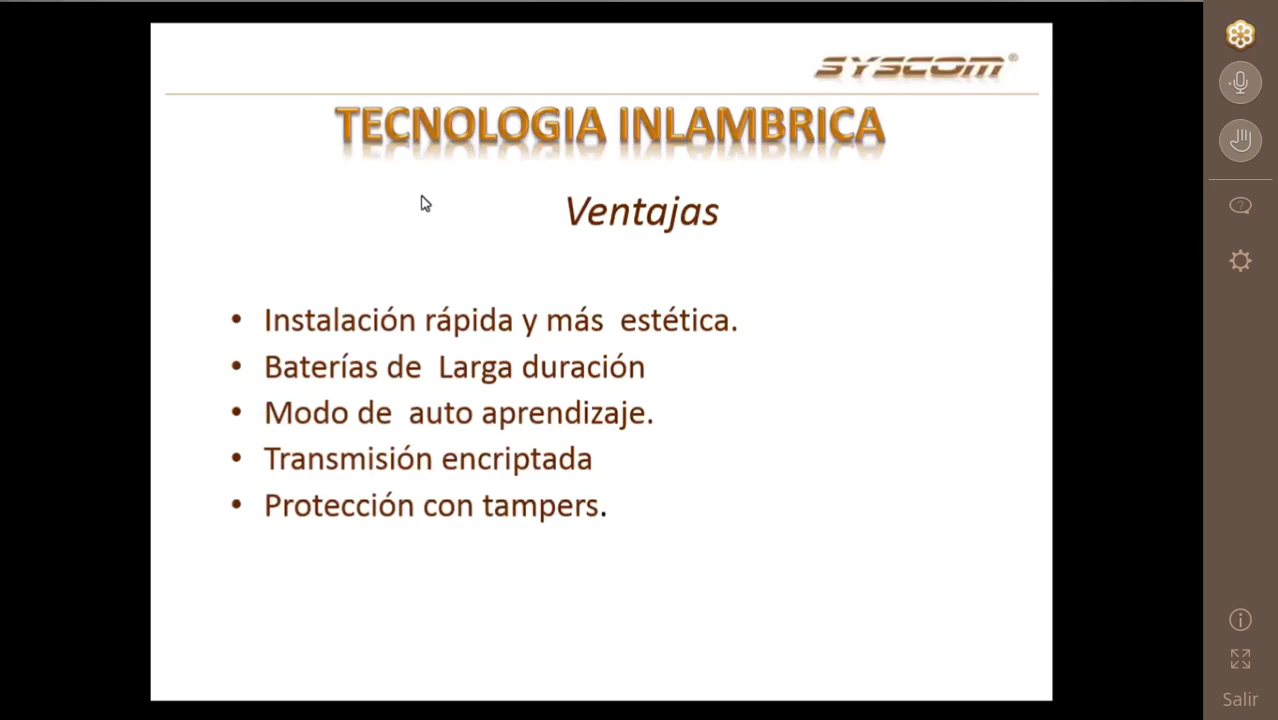 SYSCOM®
TECNOLOGIA INLAMBRICA
Ventajas
• Instalación rápida y más  estética.
• Baterías de  Larga duración
• Modo de  auto aprendizaje.
• Transmisión encriptada
• Protección con tampers.
Salir